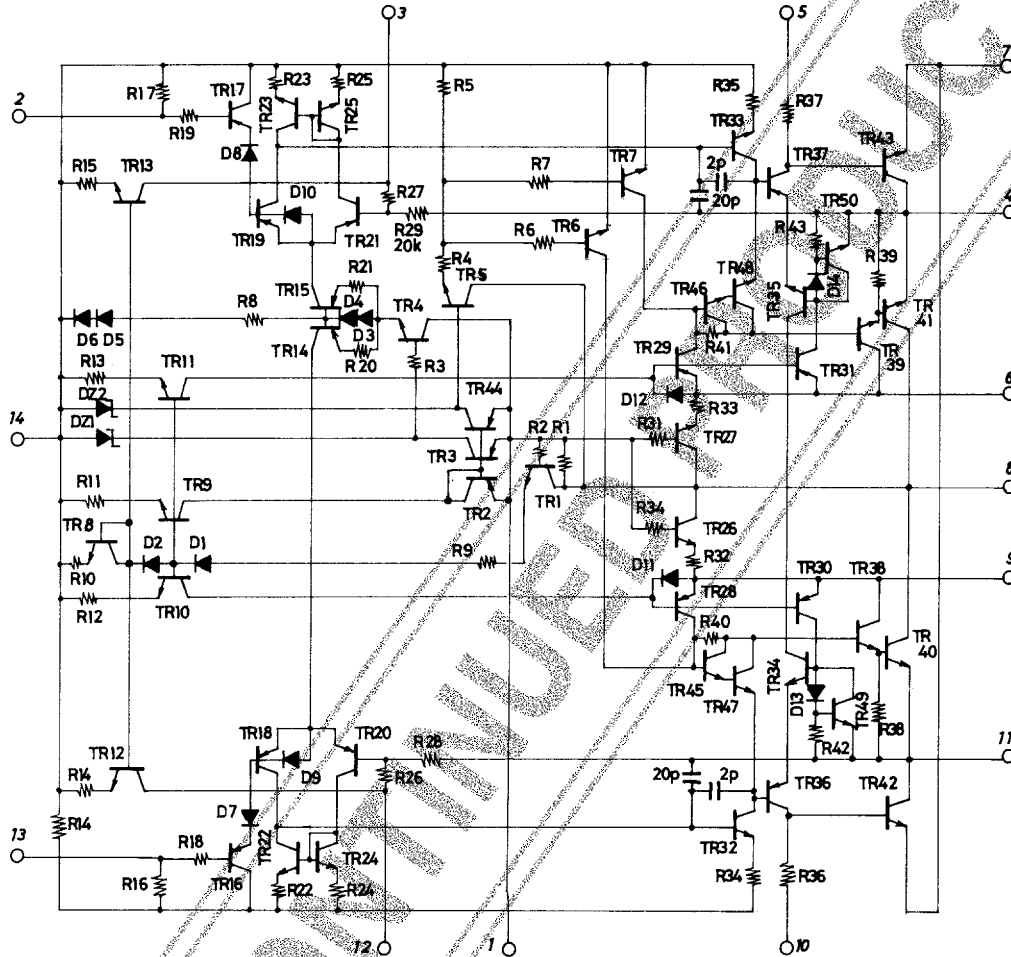 3
5
7
2
R17
TR17
R19
R23
TR23
R25
TR25
R5
R35
TR33
R37
D8
R15
TR13
R7
TR7
2p
TR37
TR43
D10
R27
20p
TR50
4
TR19
TR21
R29
20k
R6
TR6
R43
R39
R4
TR5
TR15
R21
TR46
TR48
TR35
D14
TR
41
R8
D4
TR4
D3
D6 D5
R41
TR
39
R13
TR11
TR14
R20
R3
TR29
TR31
6
DZ2
TR44
D12
R33
14
DZ1
R2
R1
R31
TR27
TR3
R11
TR9
TR2
TR1
8
R34
TR26
TR8
D2
D1
R9
R32
D11
TR30
TR38
9
R10
TR28
R12
TR10
R40
TR
40
TR45
TR47
TR34
D13
TR49
R38
TR12
TR18
TR20
R28
R42
11
R14
D9
R26
20p
2p
TR36
TR42
R14
D7
13
R18
TR22
TR24
TR32
R16
TR16
R22
R24
R34
R36
12
1
10
CONTINUED PRODUC